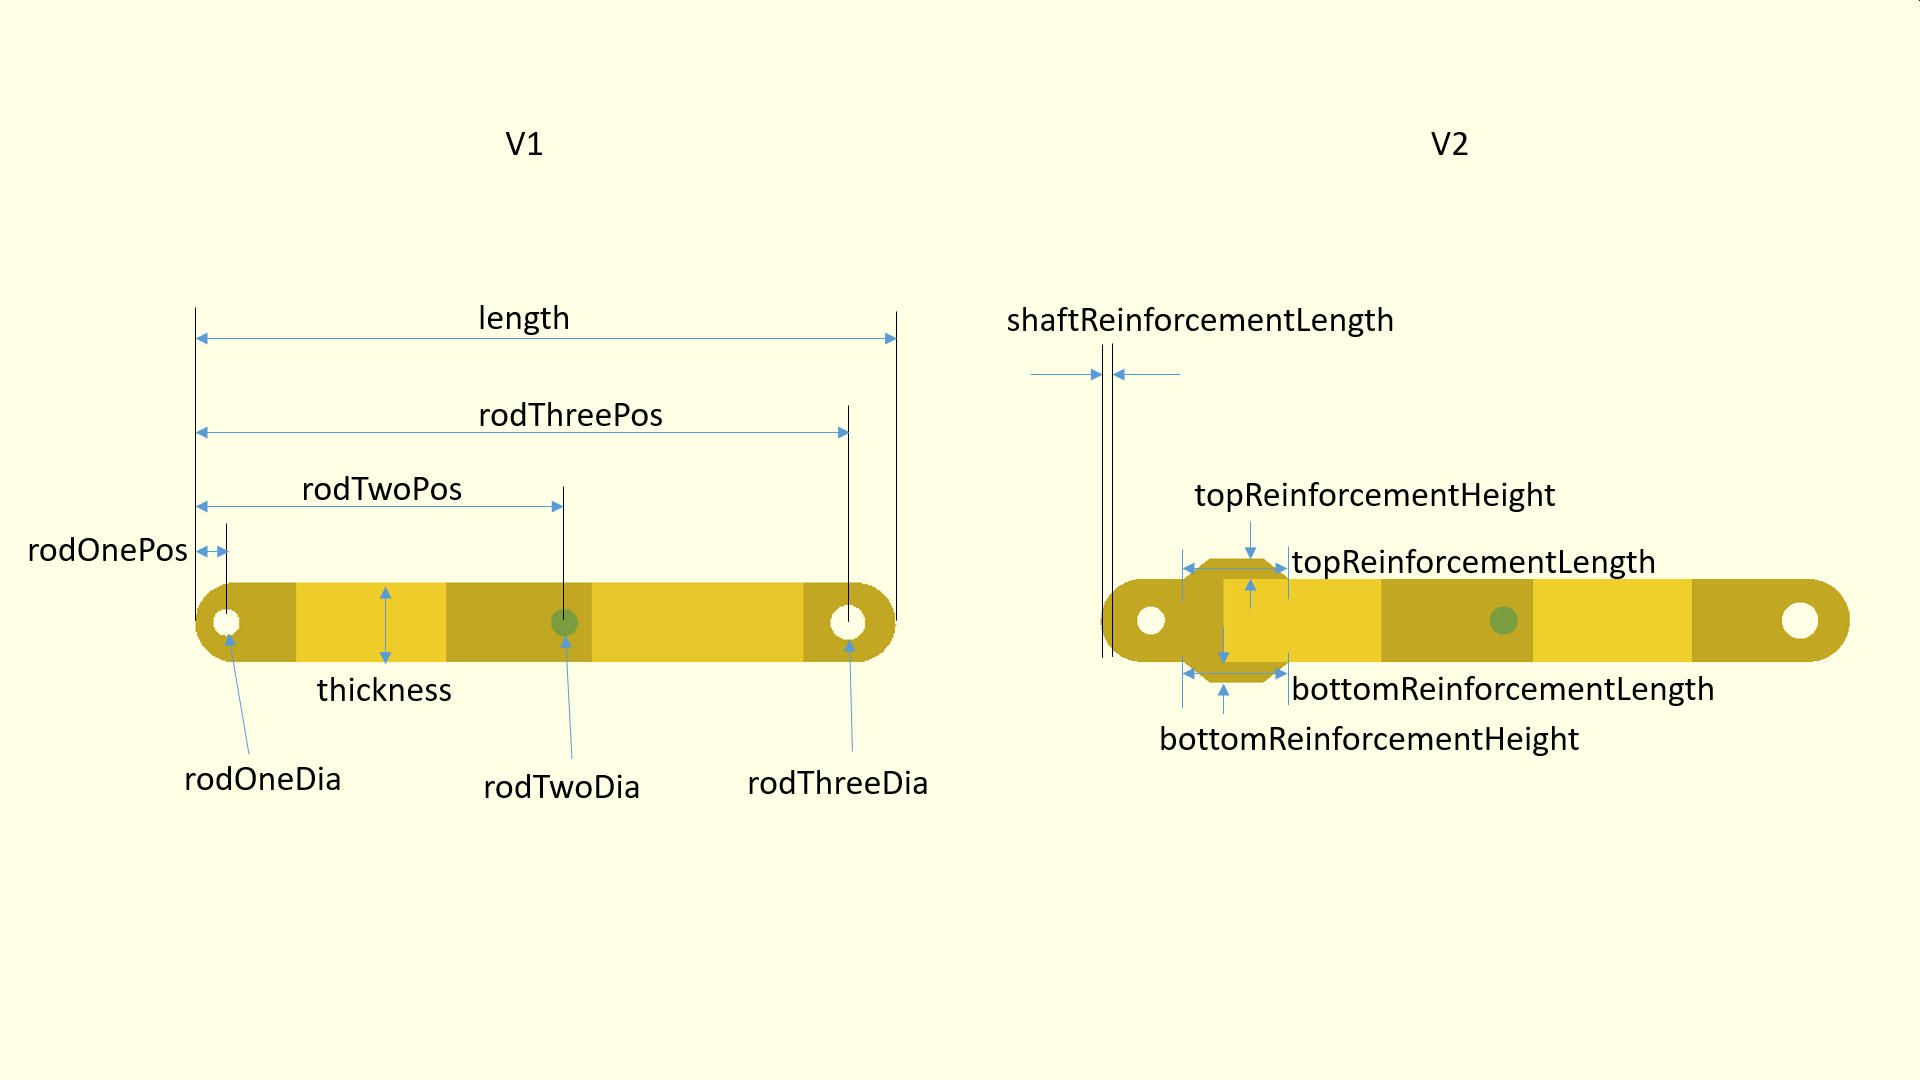 V1
V2
length
shaftReinforcementLength
rodThreePos
rodTwoPos
topReinforcementHeight
rodOnePos
topReinforcementLength
thickness
bottomReinforcementLength
bottomReinforcementHeight
rodOneDia
rodTwoDia
rodThreeDia